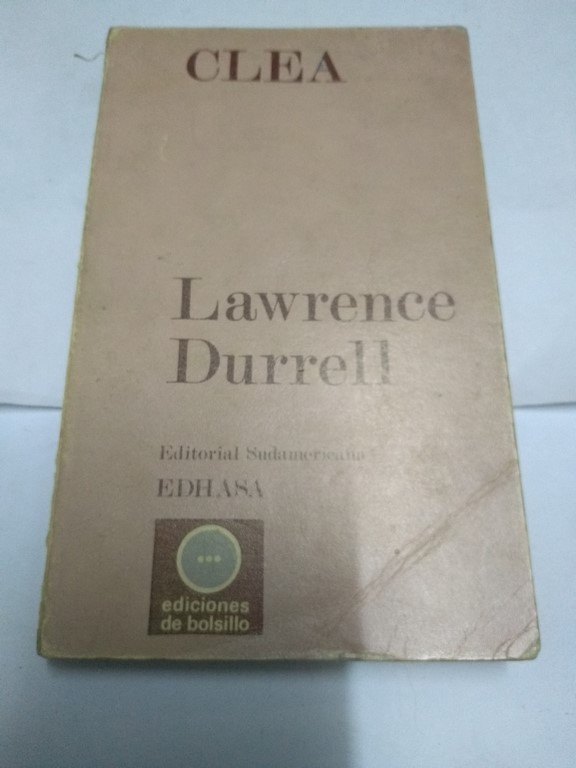 CLEA
Lawrence
Durrell
Editorial Sudamericana
EDHASA
ediciones
de bolsillo